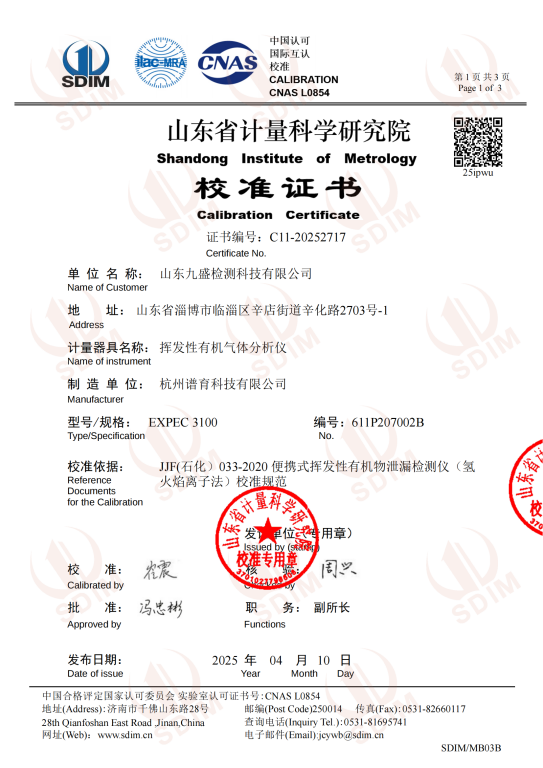 SDIM
ilac-MRA
CNAS
中国认可
国际互认
校准
CALIBRATION
CNAS L0854
第 1 页 共 3 页
Page 1 of 3
山东省计量科学研究院
Shandong Institute of Metrology
25ipwu
校准证书
Calibration Certificate
证书编号: C11-20252717
Certificate No.
单位名称: 山东九盛检测科技有限公司
Name of Customer
地 址: 山东省淄博市临淄区辛店街道辛化路2703号-1
Address
计量器具名称: 挥发性有机气体分析仪
Name of instrument
制造单位: 杭州谱育科技有限公司
Manufacturer
型号/规格: EXPEC 3100 编号: 611P207002B
Type/Specification No.
校准依据: JJF(石化) 033-2020 便携式挥发性有机物泄漏检测仪(氢
Reference 火焰离子法)校准规范
Documents
for the Calibration
发证单位(专用章)
Issued by (stamp)
山东省计量科学研究院
校准专用章
校 准: 核 验: 周兴
Calibrated by
批 准: 冯忠彬 职 务: 副所长
Approved by Functions
发布日期: 2025 年 04 月 10 日
Date of issue Year Month Day
中国合格评定国家认可委员会 实验室认可证书号:CNAS L0854
地址(Address):济南市千佛山东路28号 邮编(Post Code)250014 传真(Fax):0531-82660117
28th Qianfoshan East Road ,Jinan,China 查询电话(Inquiry Tel.):0531-81695741
网址(Web): www.sdim.cn 电子邮件(Email):jcywb@sdim.cn
SDIM/MB03B